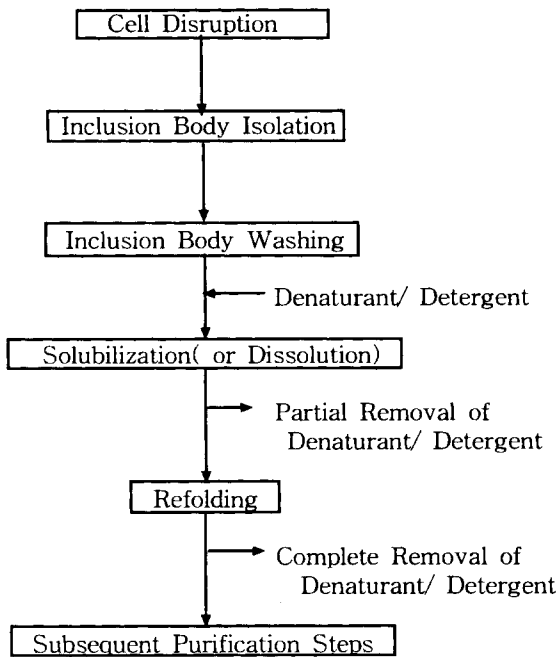 Cell Disruption
Inclusion Body Isolation
Inclusion Body Washing
Denaturant/ Detergent
Solubilization( or Dissolution)
Partial Removal of
Denaturant/ Detergent
Refolding
Complete Removal of
Denaturant/ Detergent
Subsequent Purification Steps